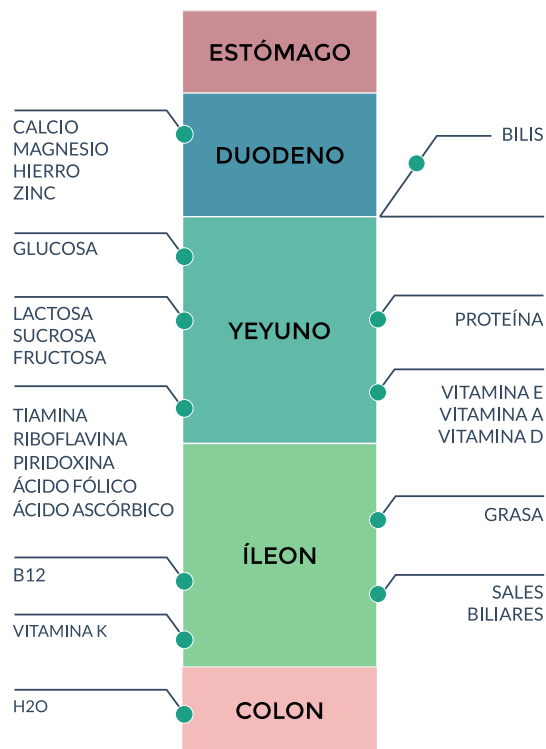 ESTÓMAGO
CALCIO
MAGNESIO
HIERRO
ZINC
DUODENO
BILIS
GLUCOSA
LACTOSA
SUCROSA
FRUCTOSA
YEYUNO
PROTEÍNA
TIAMINA
RIBOFLAVINA
PIRIDOXINA
ÁCIDO FÓLICO
ÁCIDO ASCÓRBICO
VITAMINA E
VITAMINA A
VITAMINA D
ÍLEON
GRASA
B12
VITAMINA K
SALES
BILIARES
H2O
COLON